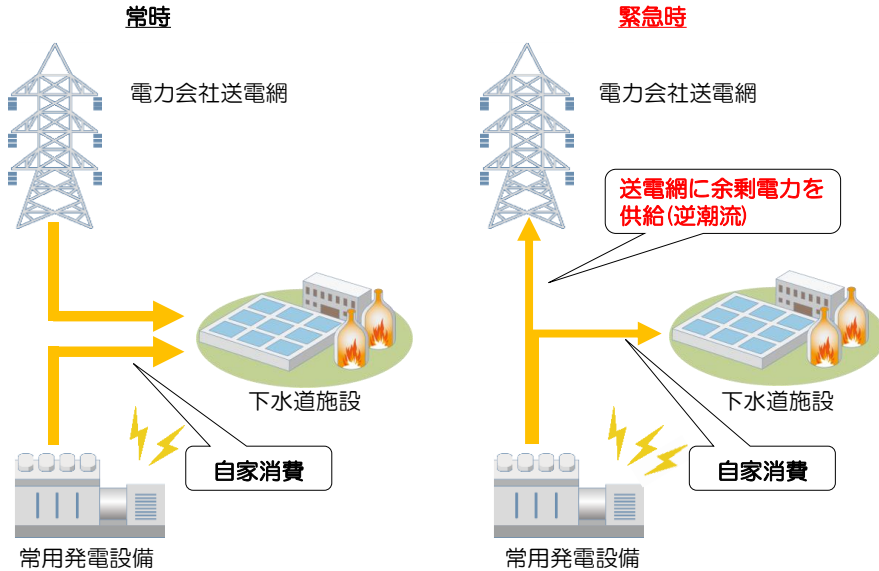 常時
電力会社送電網
下水道施設
自家消費
常用発電設備
緊急時
電力会社送電網
送電網に余剰電力を
供給(逆潮流)
下水道施設
自家消費
常用発電設備